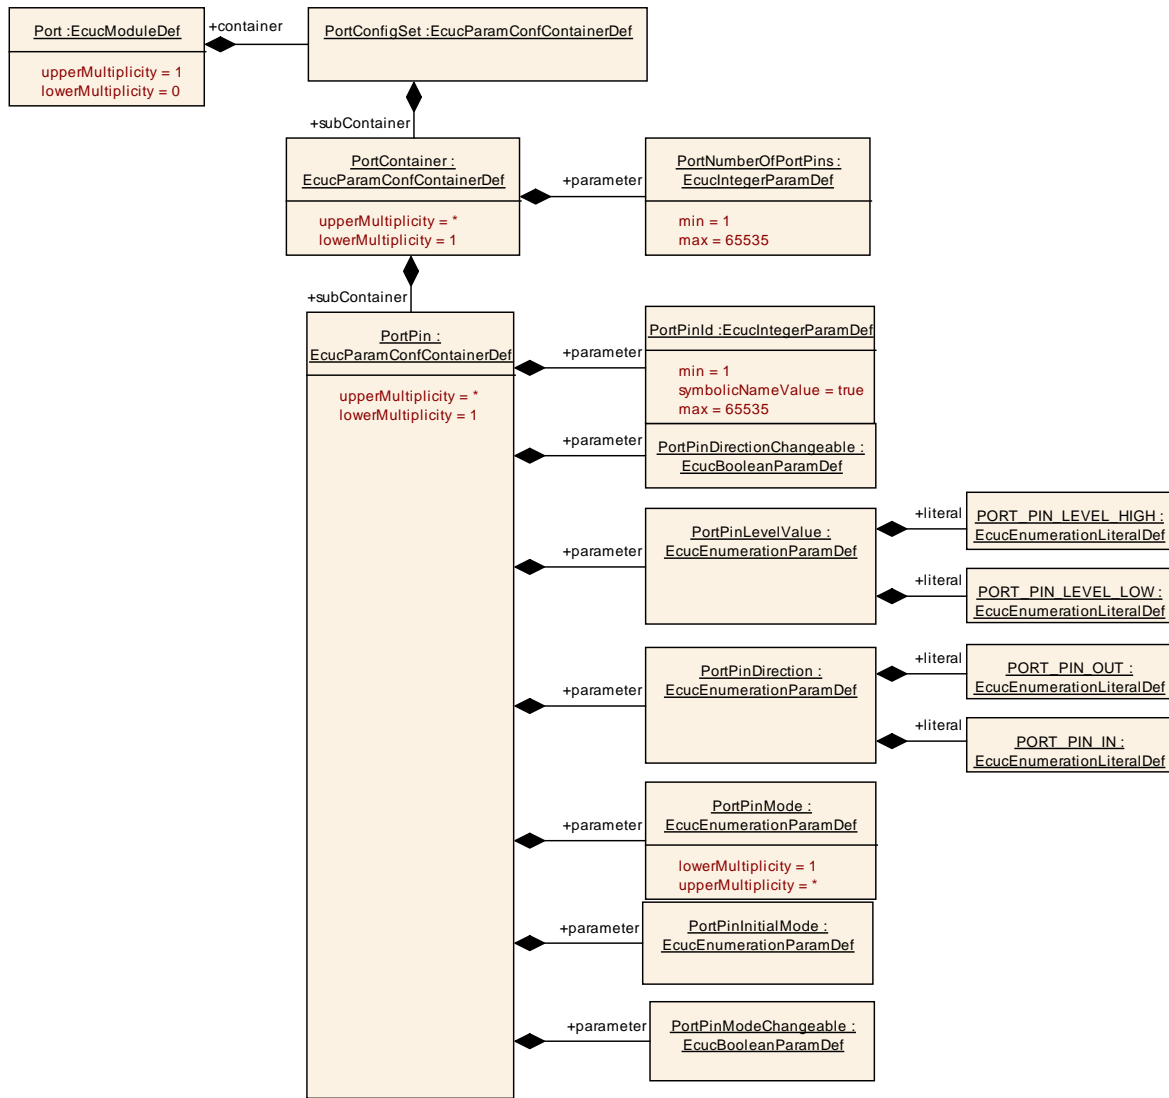 Port :EcucModuleDef
upperMultiplicity = 1
lowerMultiplicity = 0
+container
PortConfigSet :EcucParamConfContainerDef
+subContainer
PortContainer :
EcucParamConfContainerDef
upperMultiplicity = *
lowerMultiplicity = 1
+parameter
PortNumberOfPortPins :
EcucIntegerParamDef
min = 1
max = 65535
+subContainer
PortPin :
EcucParamConfContainerDef
upperMultiplicity = *
lowerMultiplicity = 1
+parameter
PortPinId :EcucIntegerParamDef
min = 1
symbolicNameValue = true
max = 65535
+parameter
PortPinDirectionChangeable :
EcucBooleanParamDef
+parameter
PortPinLevelValue :
EcucEnumerationParamDef
+literal
PORT_PIN_LEVEL_HIGH :
EcucEnumerationLiteralDef
+literal
PORT_PIN_LEVEL_LOW :
EcucEnumerationLiteralDef
+parameter
PortPinDirection :
EcucEnumerationParamDef
+literal
PORT_PIN_OUT :
EcucEnumerationLiteralDef
+literal
PORT_PIN_IN :
EcucEnumerationLiteralDef
+parameter
PortPinMode :
EcucEnumerationParamDef
lowerMultiplicity = 1
upperMultiplicity = *
+parameter
PortPinInitialMode :
EcucEnumerationParamDef
+parameter
PortPinModeChangeable :
EcucBooleanParamDef